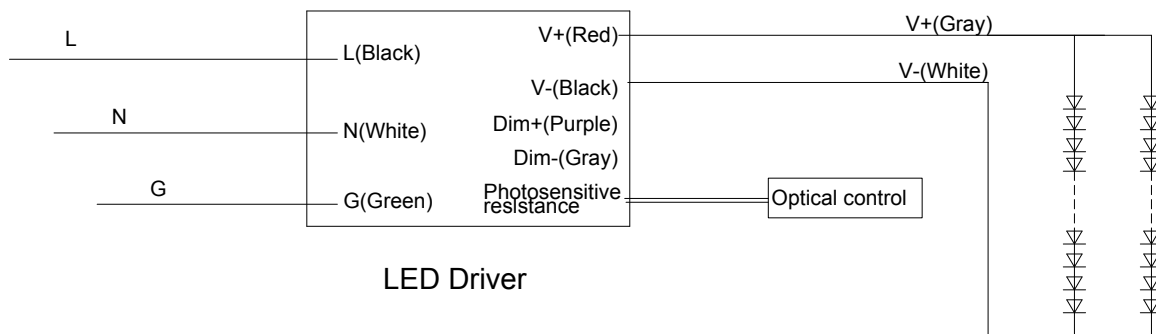 L
L(Black)
N
N(White)
G
G(Green)
V+(Red)
V-(Black)
Dim+(Purple)
Dim-(Gray)
Photosensitive
resistance
Optical control
V+(Gray)
V-(White)
LED Driver